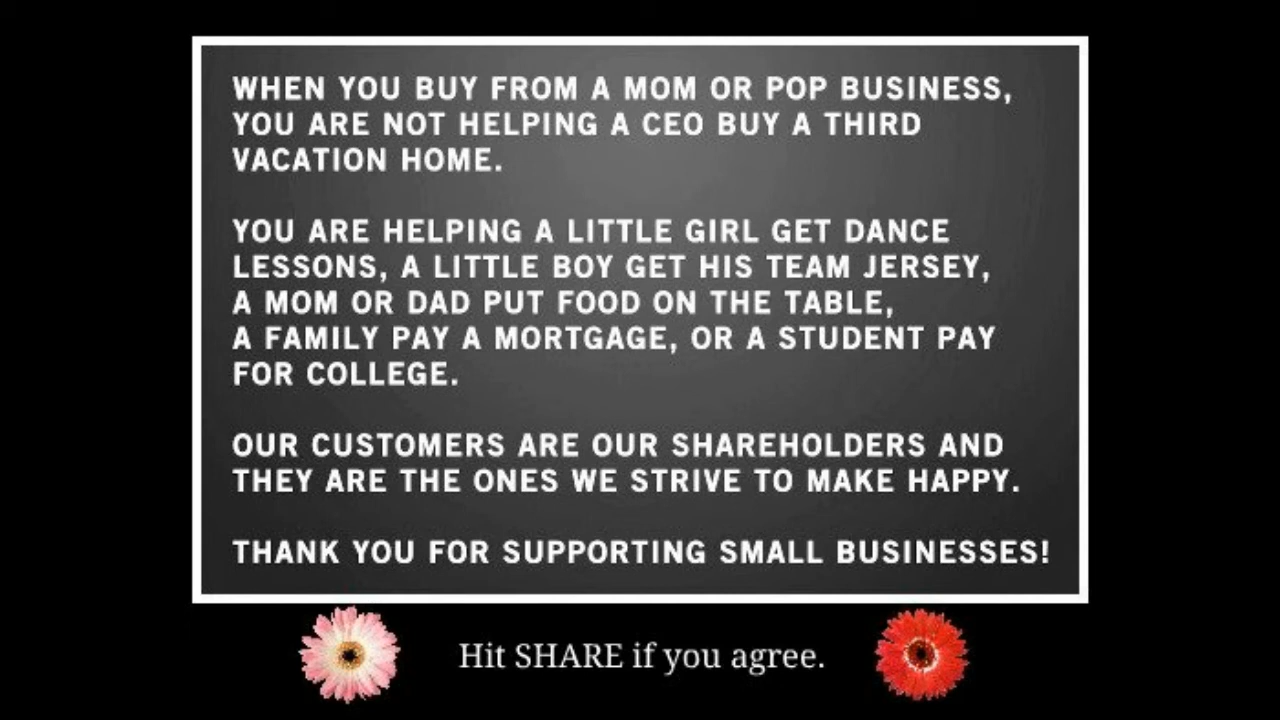 WHEN YOU BUY FROM A MOM OR POP BUSINESS,
YOU ARE NOT HELPING A CEO BUY A THIRD
VACATION HOME.
YOU ARE HELPING A LITTLE GIRL GET DANCE
LESSONS, A LITTLE BOY GET HIS TEAM JERSEY,
A MOM OR DAD PUT FOOD ON THE TABLE,
A FAMILY PAY A MORTGAGE, OR A STUDENT PAY
FOR COLLEGE.
OUR CUSTOMERS ARE OUR SHAREHOLDERS AND
THEY ARE THE ONES WE STRIVE TO MAKE HAPPY.
THANK YOU FOR SUPPORTING SMALL BUSINESSES!
Hit SHARE if you agree.